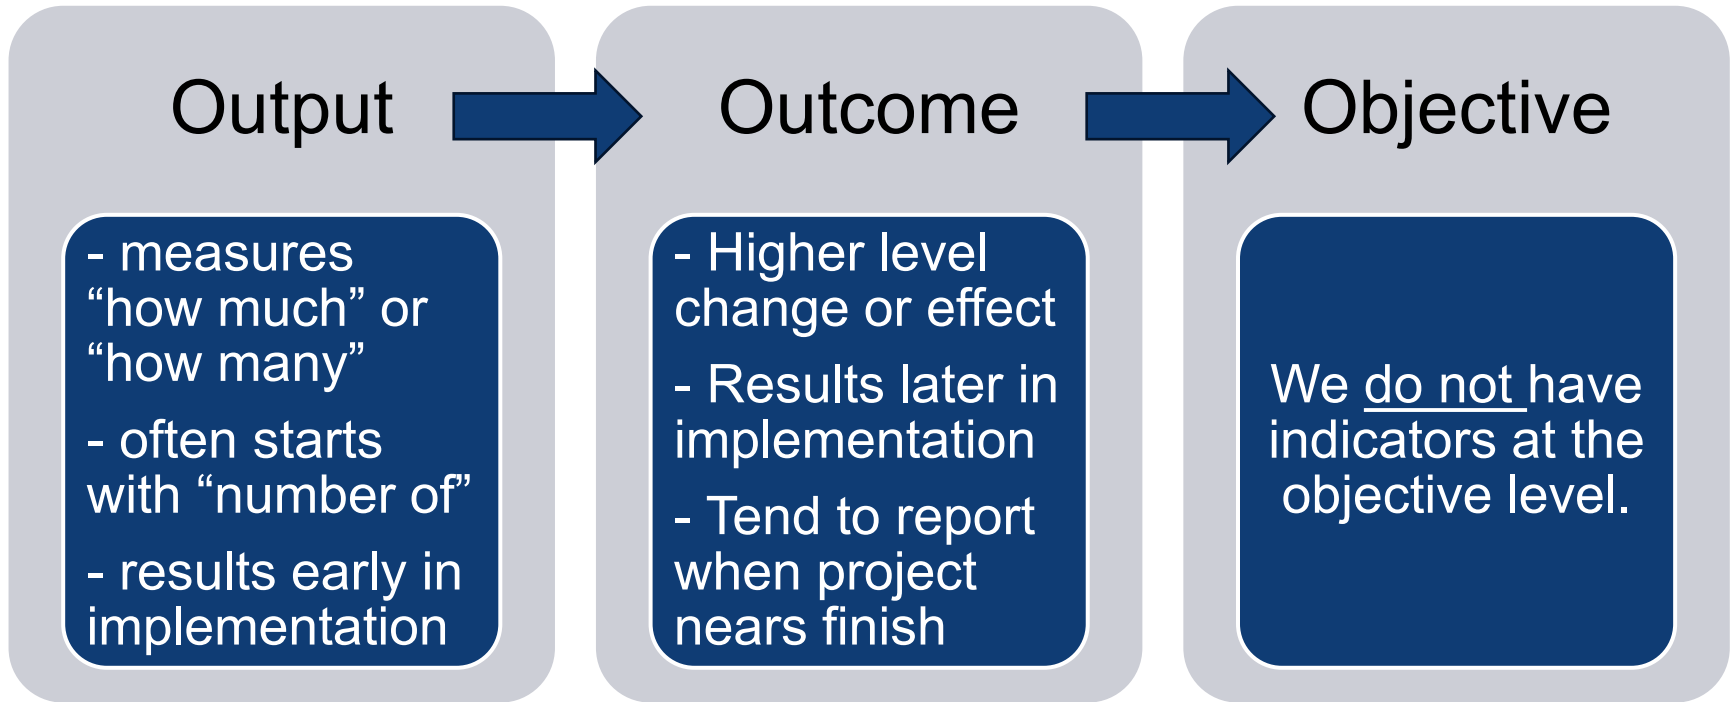 Output
- measures
“how much” or
“how many”
- often starts
with “number of”
- results early in
implementation
Outcome
- Higher level
change or effect
- Results later in
implementation
- Tend to report
when project
nears finish
Objective
We do not have
indicators at the
objective level.